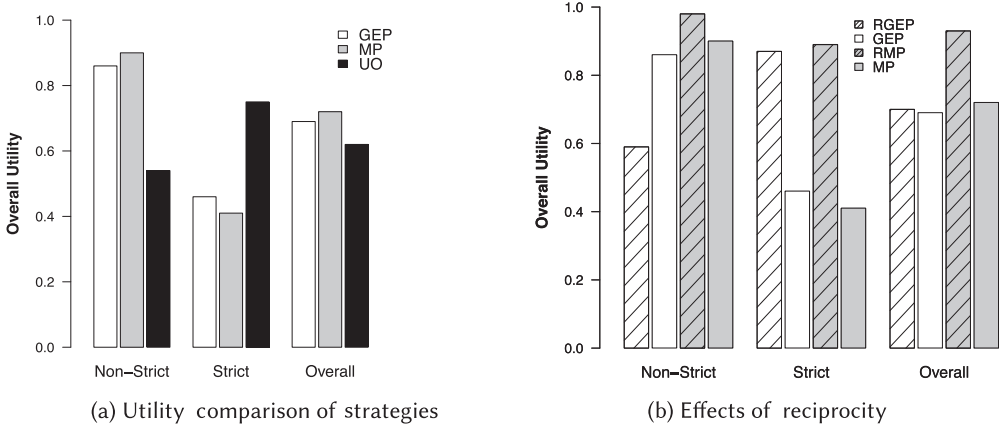 1.0
0.8
0.6
0.4
0.2
0.0
Overall Utility
GEP
MP
UO
Non−Strict Strict Overall
(a) Utility comparison of strategies
1.0
0.8
0.6
0.4
0.2
0.0
Overall Utility
RGEP
GEP
RMP
MP
Non−Strict Strict Overall
(b) Effects of reciprocity